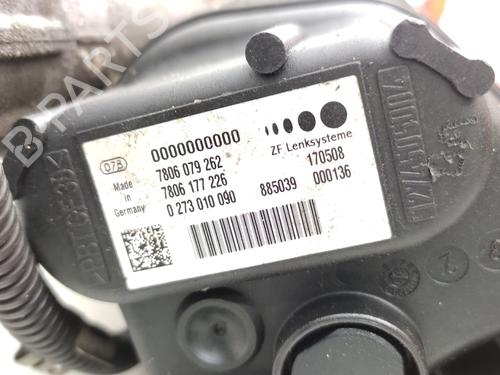 0000000000
ZF Lenksysteme
078
7806 079 262
170508
Made in Germany
7806 177 226
885039 000136
0 273 010 090
B-PARTS